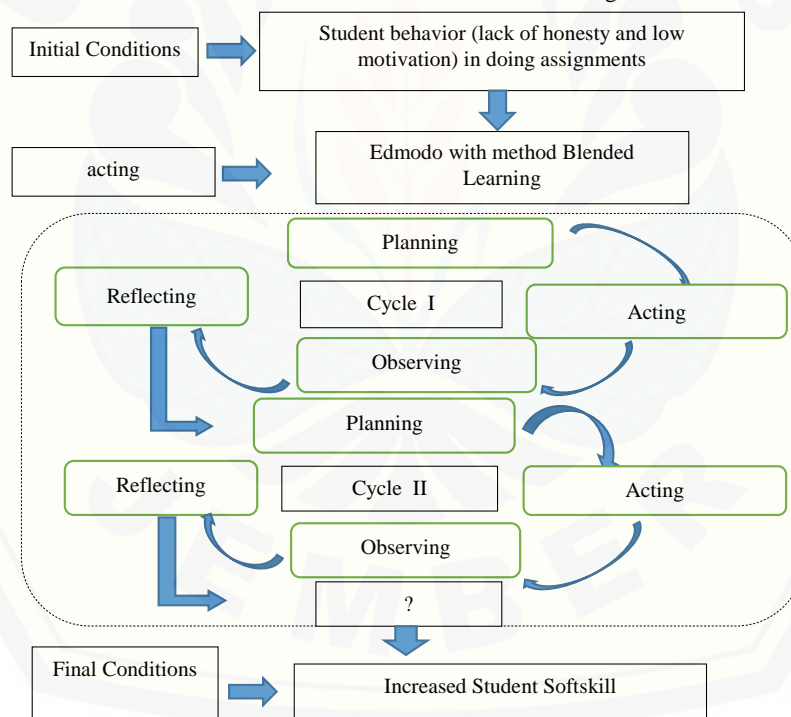 Initial Conditions
Student behavior (lack of honesty and low
motivation) in doing assignments
acting
Edmodo with method Blended
Learning
Planning
Reflecting
Cycle I
Acting
Observing
Planning
Reflecting
Cycle II
Acting
Observing
?
Final Conditions
Increased Student Softskill
EMBER